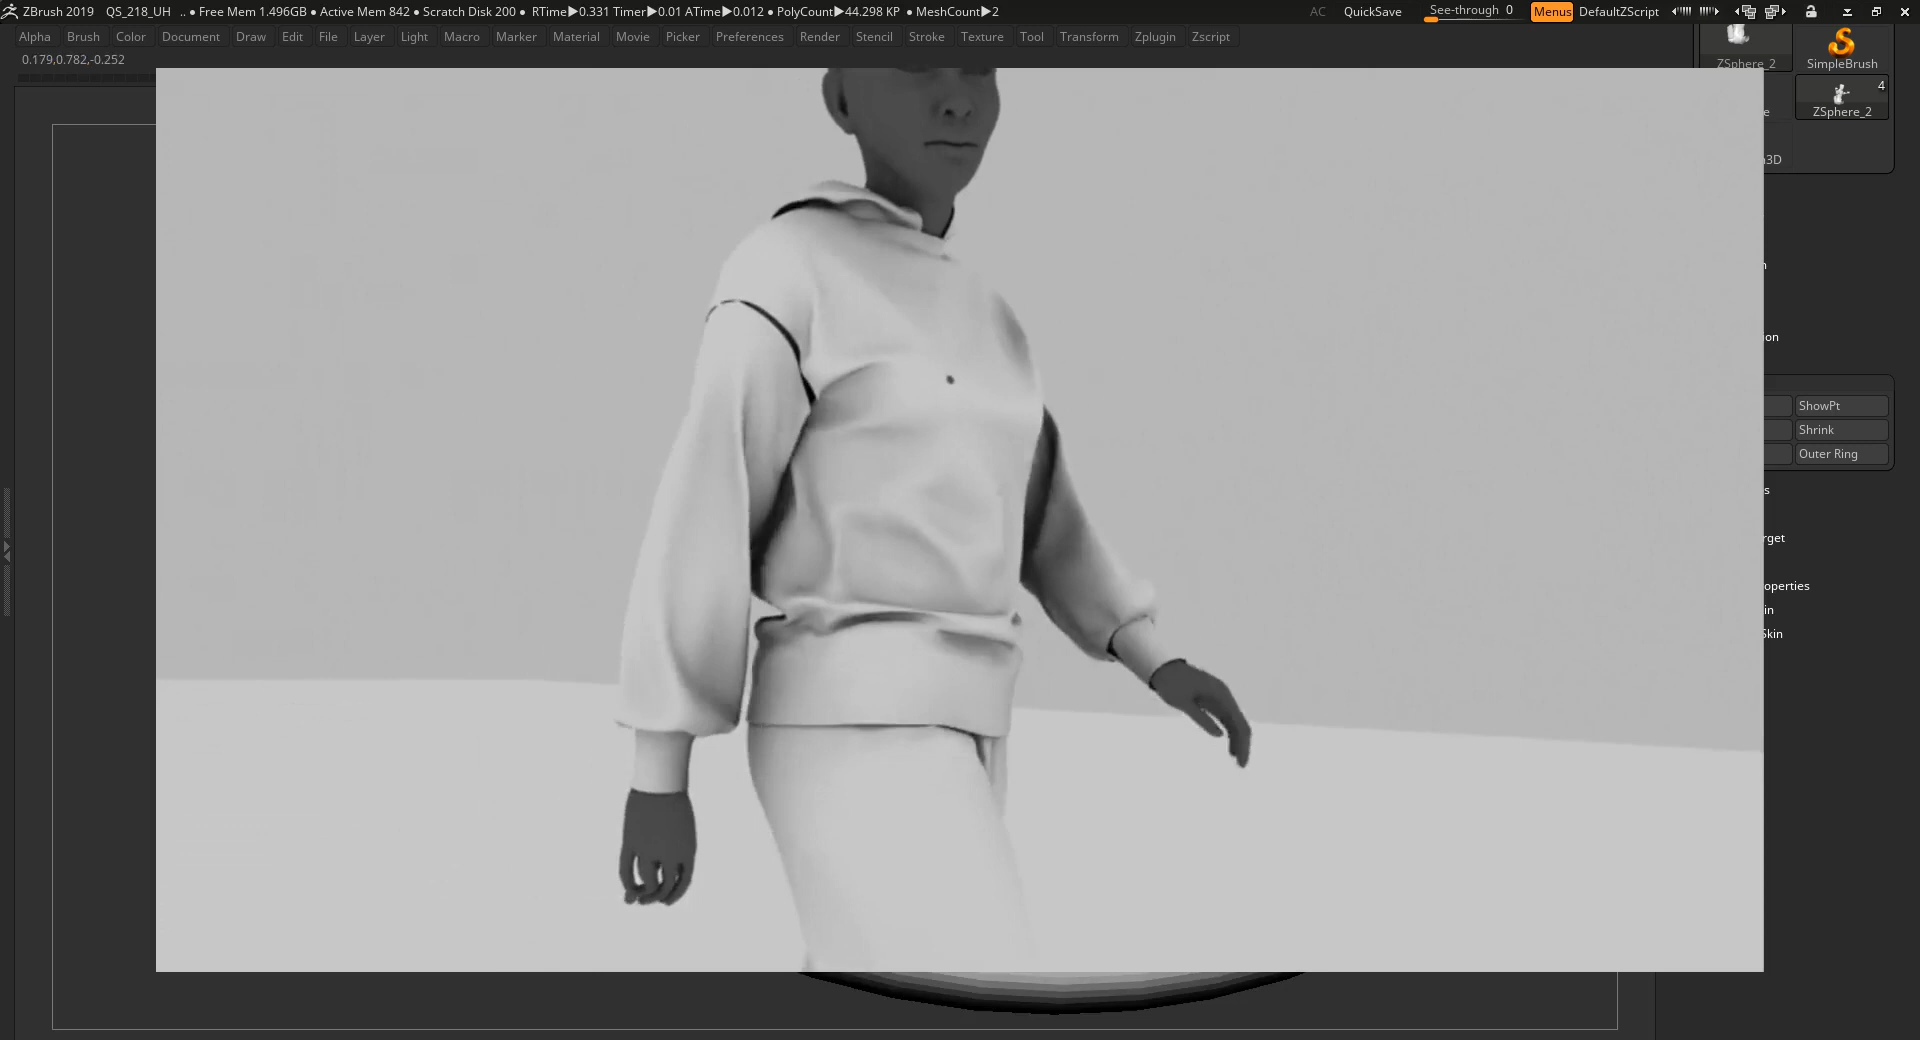 ZBrush 2019 QS_218_UH .. ● Free Mem 1.496GB ● Active Mem 842 ● Scratch Disk 200 ● RTime▶0.331 Timer▶0.01 ATime▶0.012 ● PolyCount▶44.298 KP ● MeshCount▶2 AC QuickSave See-through 0 Menus DefaultZScript
Alpha Brush Color Document Draw Edit File Layer Light Macro Marker Material Movie Picker Preferences Render Stencil Stroke Texture Tool Transform Zplugin Zscript
0.179,0.782,-0.252
ZSphere_2 SimpleBrush
4
e ZSphere_2
3D
n
ion
ShowPt
Shrink
Outer Ring
s
rget
operties
in
Skin